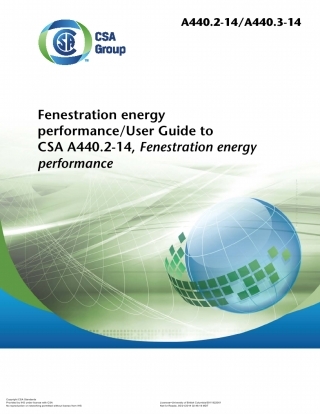 A440.2-14/A440.3-14
CSA
Group
Fenestration energy
performance/User Guide to
CSA A440.2-14, Fenestration energy
performance